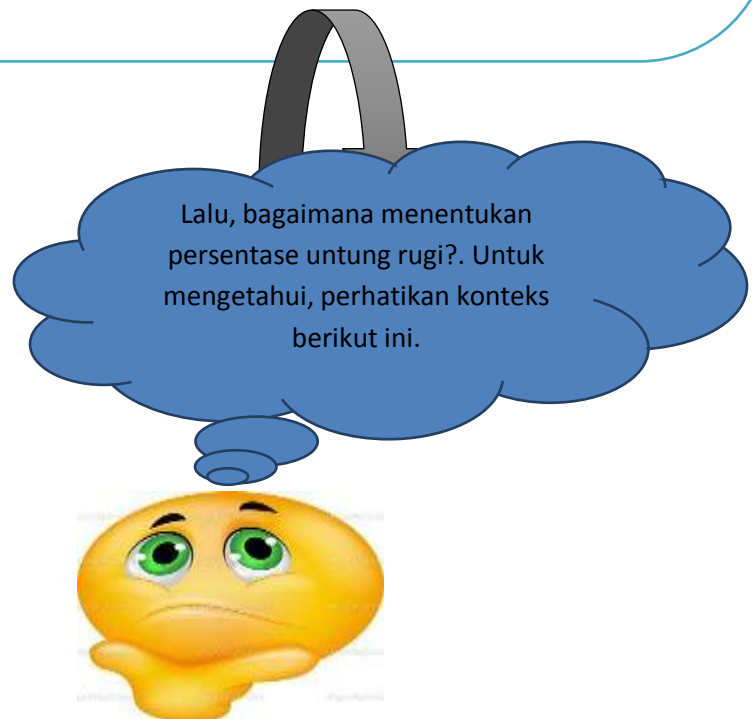 Lalu, bagaimana menentukan
persentase untung rugi?. Untuk
mengetahui, perhatikan konteks
berikut ini.